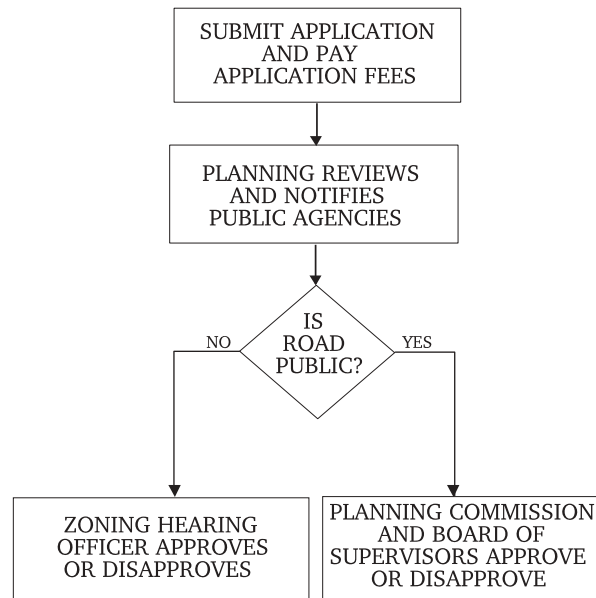 SUBMIT APPLICATION
AND PAY
APPLICATION FEES
PLANNING REVIEWS
AND NOTIFIES
PUBLIC AGENCIES
IS
ROAD
PUBLIC?
NO
YES
ZONING HEARING
OFFICER APPROVES
OR DISAPPROVES
PLANNING COMMISSION
AND BOARD OF
SUPERVISORS APPROVE
OR DISAPPROVE